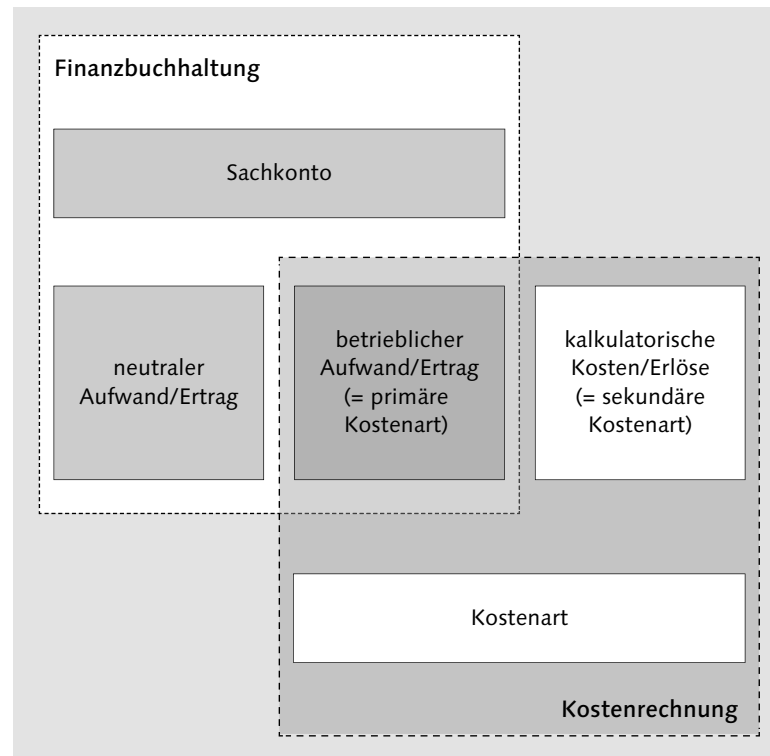 Finanzbuchhaltung
Sachkonto
neutraler
Aufwand/Ertrag
betrieblicher
Aufwand/Ertrag
(= primäre
Kostenart)
kalkulatorische
Kosten/Erlöse
(= sekundäre
Kostenart)
Kostenart
Kostenrechnung